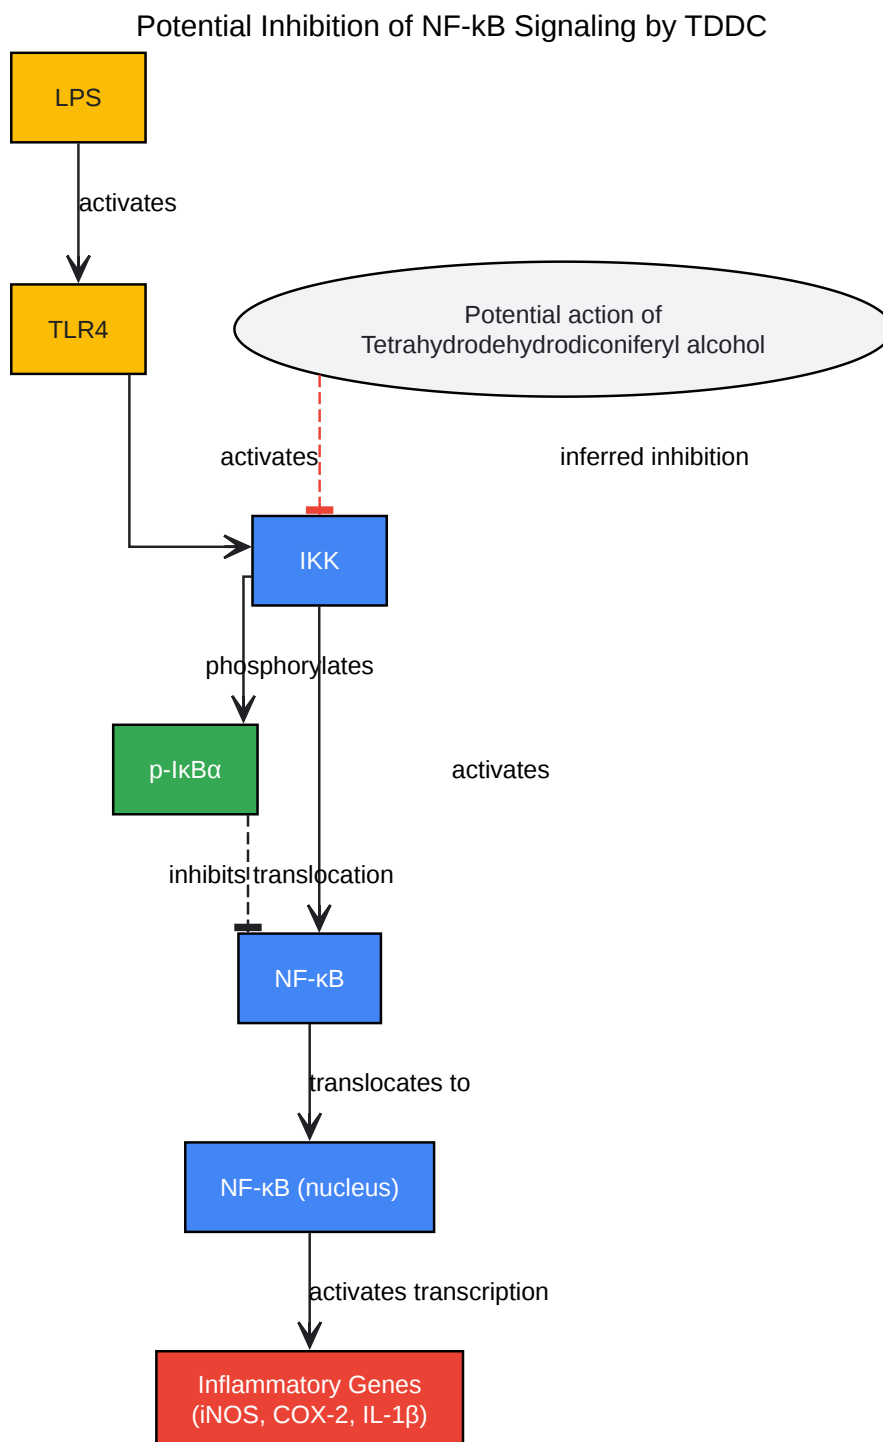 Potential Inhibition of NF-kB Signaling by TDDC
LPS
activates
TLR4
Potential action of
Tetrahydrodehydrodiconiferyl alcohol
activates
inferred inhibition
IKK
phosphorylates
p-IκBα
activates
inhibits translocation
NF-κB
translocates to
NF-κB (nucleus)
activates transcription
Inflammatory Genes
(iNOS, COX-2, IL-1β)